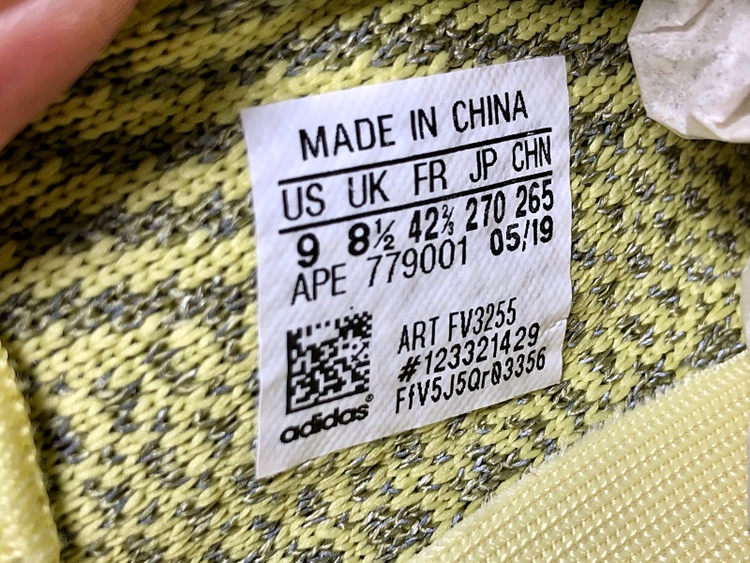 MADE IN CHINA
US UK FR JP CHN
9 8½ 42⅔ 270 265
APE 779001 05/19
ART FV3255
#123321429
FfV5J5Qr03356
adidas®